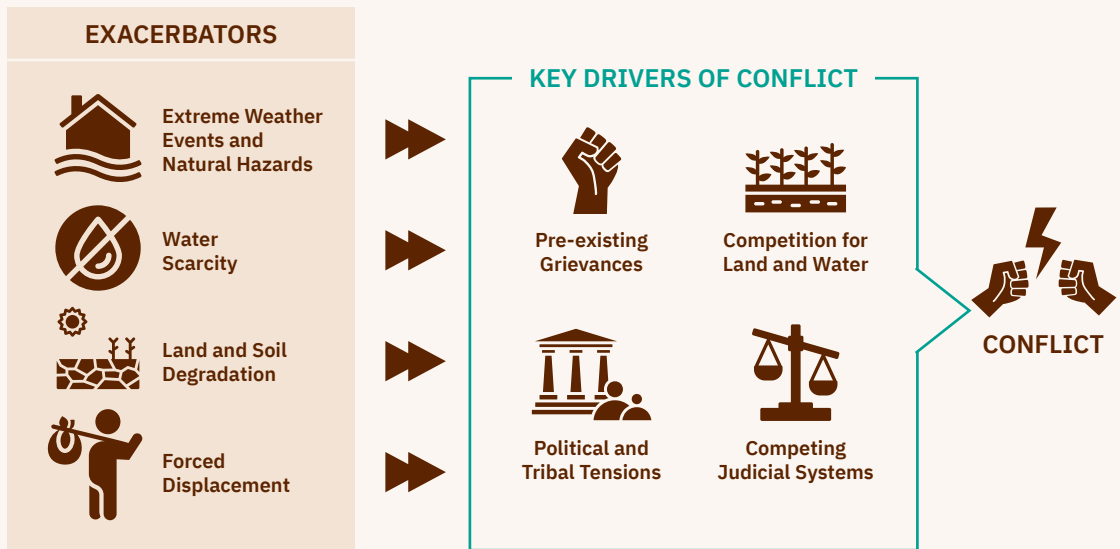 EXACERBATORS
Extreme Weather
Events and
Natural Hazards
Water
Scarcity
Land and Soil
Degradation
Forced
Displacement
KEY DRIVERS OF CONFLICT
Pre-existing
Grievances
Competition for
Land and Water
Political and
Tribal Tensions
Competing
Judicial Systems
CONFLICT